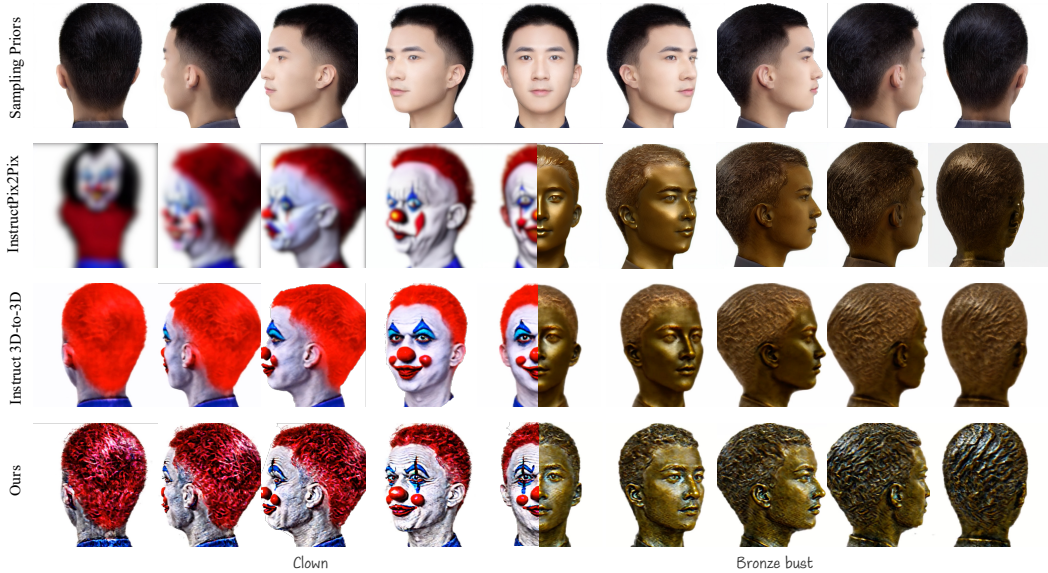 Sampling Priors
InstructPix2Pix
Instruct 3D-to-3D
Ours
Clown
Bronze bust